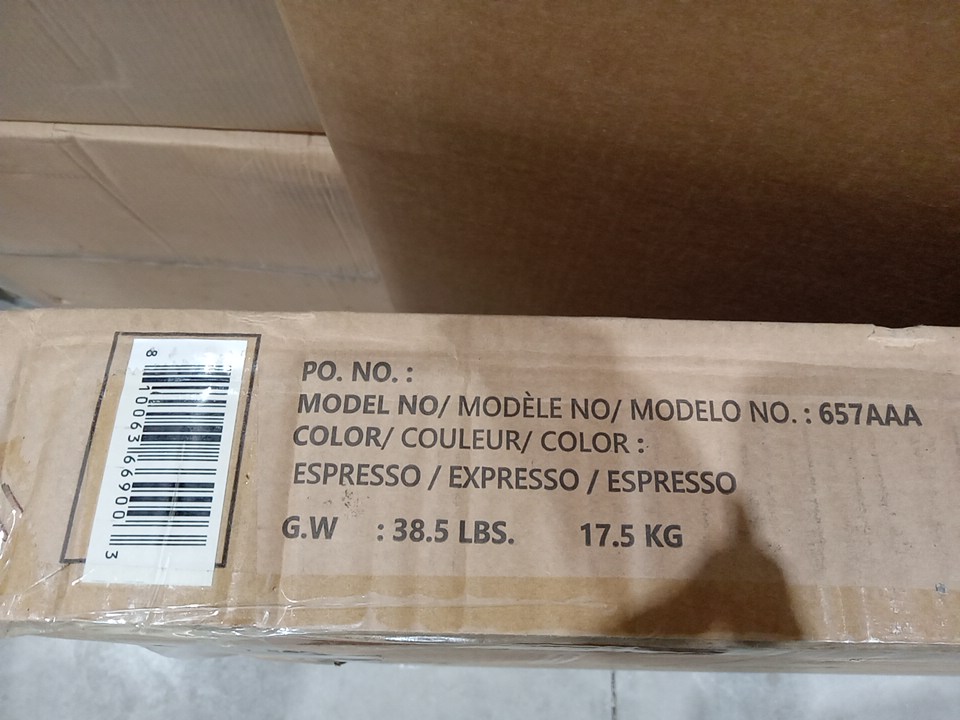 8 10063 66900 3
PO. NO. :
MODEL NO/ MODÈLE NO/ MODELO NO. : 657AAA
COLOR/ COULEUR/ COLOR :
ESPRESSO / EXPRESSO / ESPRESSO
G.W : 38.5 LBS. 17.5 KG